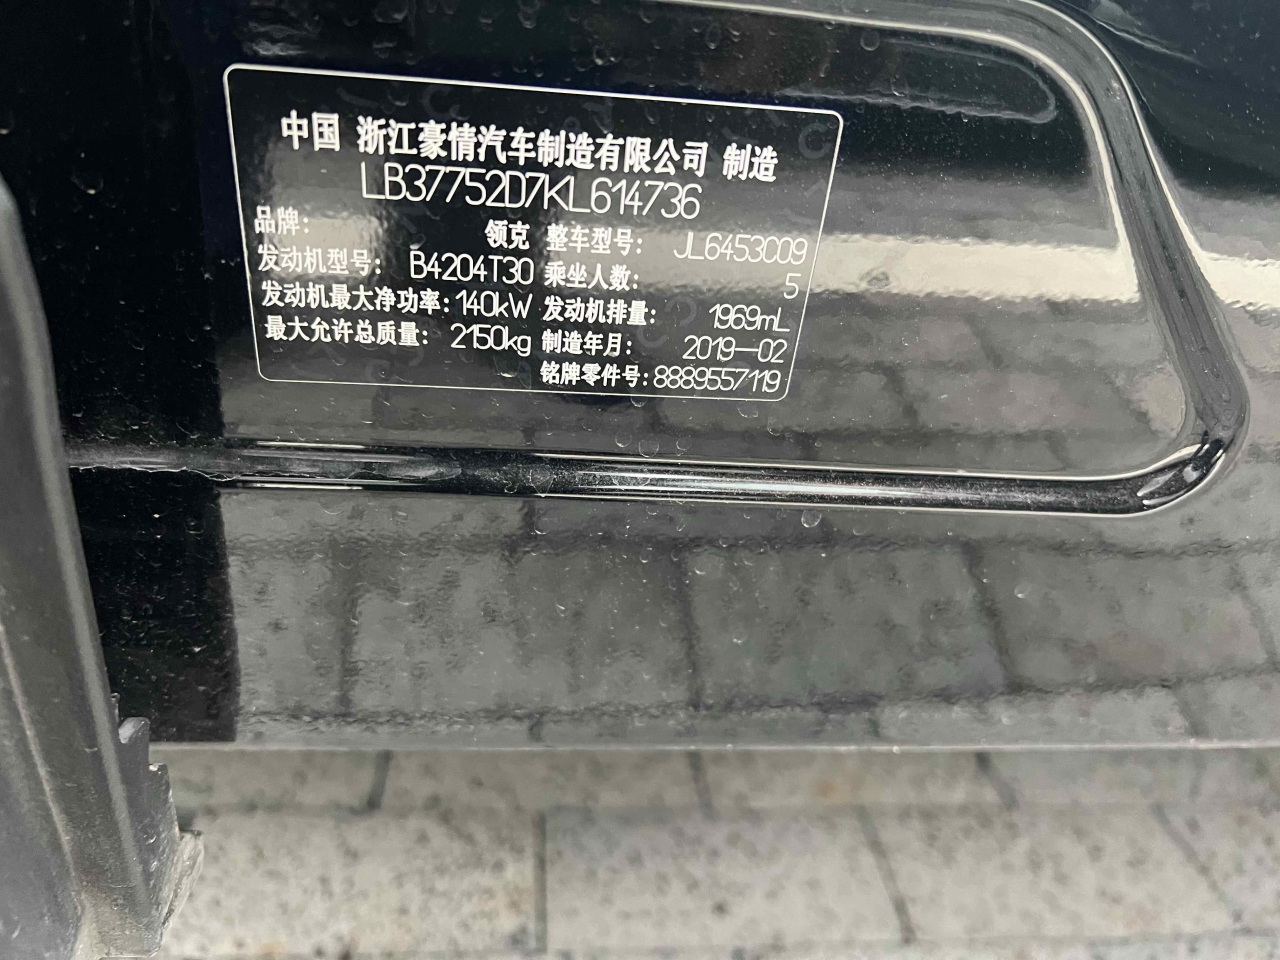 中国 浙江豪情汽车制造有限公司 制造
LB37752D7KL614736
品牌: 领克 整车型号: JL6453C09
发动机型号: B4204T30 乘坐人数: 5
发动机最大净功率: 140kW 发动机排量: 1969mL
最大允许总质量: 2150kg 制造年月: 2019-02
铭牌零件号: 8889557119